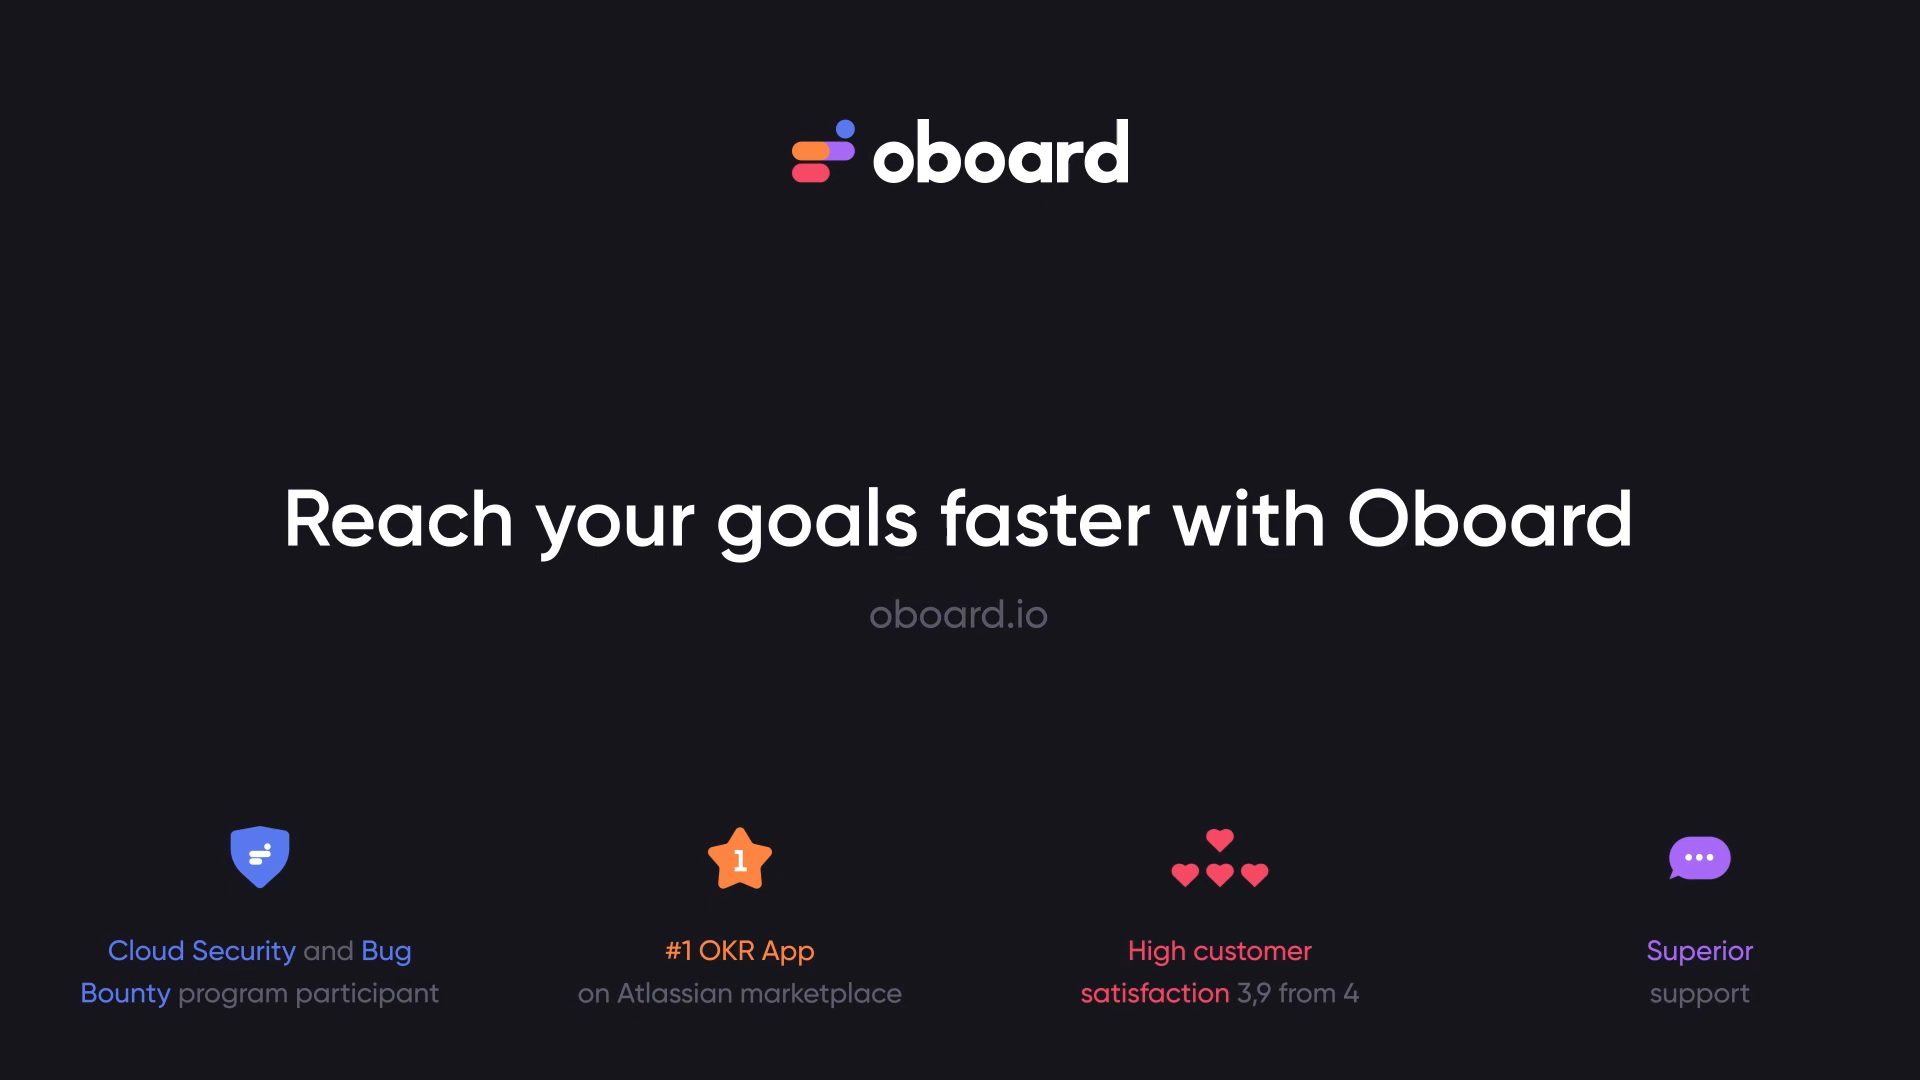 oboard
Reach your goals faster with Oboard
oboard.io
1
Cloud Security and Bug
Bounty program participant
#1 OKR App
on Atlassian marketplace
High customer
satisfaction 3,9 from 4
Superior
support